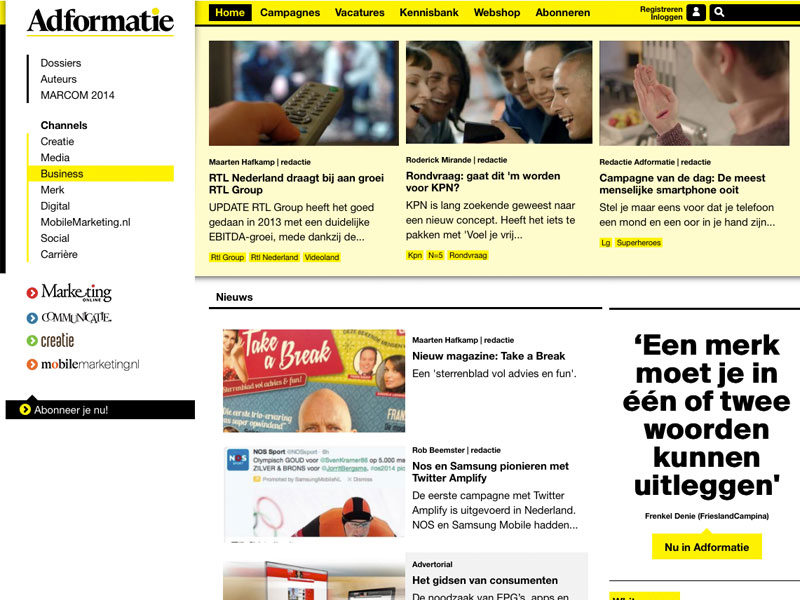 Adformatie
Dossiers
Auteurs
MARCOM 2014
Channels
Creatie
Media
Business
Merk
Digital
MobileMarketing.nl
Social
Carrière
Marketing
ONLINE
COMMUNICATIE.
creatie
mobilemarketing.nl
Abonneer je nu!
Home Campagnes Vacatures Kennisbank Webshop Abonneren
Registreren
Inloggen
Maarten Hafkamp | redactie
RTL Nederland draagt bij aan groei
RTL Group
UPDATE RTL Group heeft het goed
gedaan in 2013 met een duidelijke
EBITDA-groei, mede dankzij de...
Rtl Group Rtl Nederland Videoland
Roderick Mirande | redactie
Rondvraag: gaat dit 'm worden
voor KPN?
KPN is lang zoekende geweest naar
een nieuw concept. Heeft het iets te
pakken met 'Voel je vrij...
Kpn N=5 Rondvraag
Redactie Adformatie | redactie
Campagne van de dag: De meest
menselijke smartphone ooit
Stel je maar eens voor dat je telefoon
een mond en een oor in je hand zijn...
Lg Superheroes
Nieuws
Take
a Break
Sterrenblad vol advies & fun!
DEZE
FRAN
Maarten Hafkamp | redactie
Nieuw magazine: Take a Break
Een 'sterrenblad vol advies en fun'.
NOS
SPORT
NOS Sport @NOSsport · 8h
Olympisch GOUD voor @SvenKramer86 op 5.000 me
ZILVER & BRONS voor @JorritBergsma, nos2014 pic
Promoted by SamsungMobileNL Dismiss
Rob Beemster | redactie
Nos en Samsung pionieren met
Twitter Amplify
De eerste campagne met Twitter
Amplify is uitgevoerd in Nederland.
NOS en Samsung Mobile hadden...
Advertorial
Het gidsen van consumenten
De noodzaak van EPG's, apps en
‘Een merk
moet je in
één of twee
woorden
kunnen
uitleggen'
Frenkel Denie (FrieslandCampina)
Nu in Adformatie